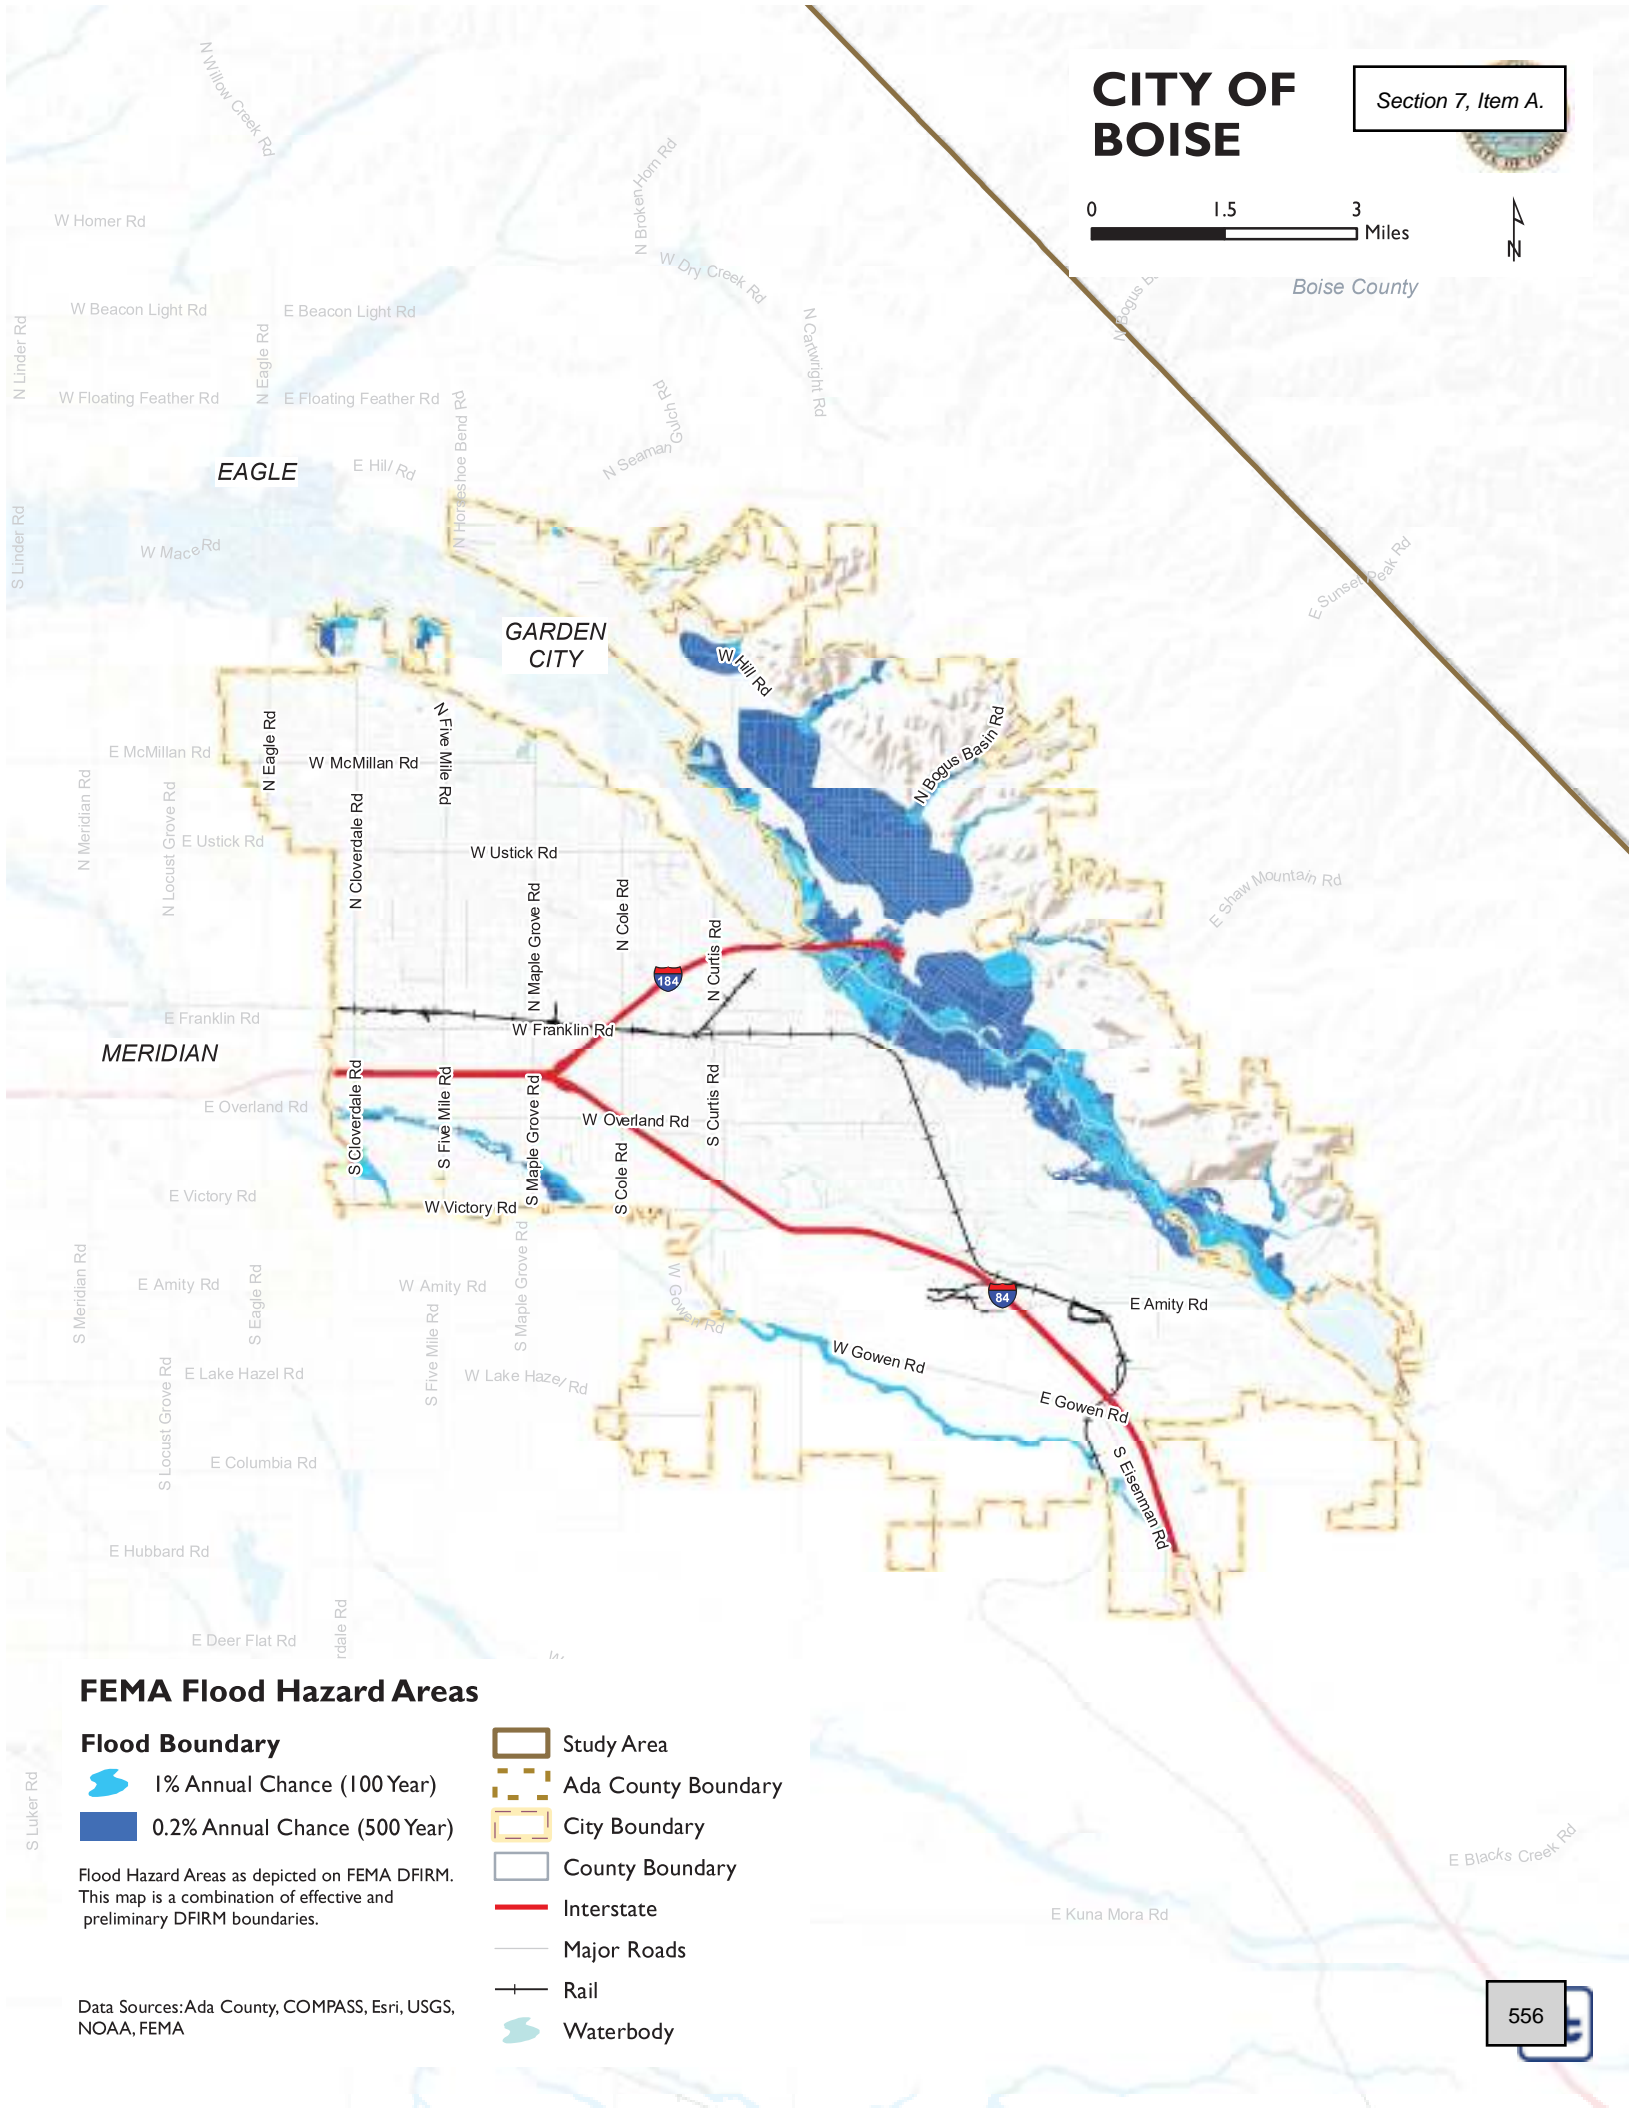 CITY OF
BOISE
Section 7, Item A.
STATE OF IDAHO
0 1.5 3
Miles
N
Boise County
N Willow Creek Rd
N Broken Horn Rd
W Homer Rd
W Dry Creek Rd
N Bogus B
W Beacon Light Rd
E Beacon Light Rd
N Linder Rd
N Eagle Rd
N Cartwright Rd
W Floating Feather Rd
E Floating Feather Rd
N Horseshoe Bend Rd
N Seaman Gulch Rd
EAGLE
E Hill Rd
S Linder Rd
W Mace Rd
E Sunset Peak Rd
GARDEN
CITY
W Hill Rd
N Eagle Rd
N Five Mile Rd
N Bogus Basin Rd
E McMillan Rd
W McMillan Rd
N Meridian Rd
N Locust Grove Rd
N Cloverdale Rd
E Ustick Rd
W Ustick Rd
N Maple Grove Rd
N Cole Rd
N Curtis Rd
E Shaw Mountain Rd
184
E Franklin Rd
W Franklin Rd
MERIDIAN
S Cloverdale Rd
S Five Mile Rd
S Maple Grove Rd
S Curtis Rd
E Overland Rd
W Overland Rd
S Cole Rd
E Victory Rd
W Victory Rd
S Meridian Rd
E Amity Rd
S Eagle Rd
W Amity Rd
S Maple Grove Rd
W Gowen Rd
84
E Amity Rd
S Five Mile Rd
W Gowen Rd
S Locust Grove Rd
E Lake Hazel Rd
W Lake Hazel Rd
E Gowen Rd
E Columbia Rd
S Eisenman Rd
E Hubbard Rd
E Deer Flat Rd
rdale Rd
W
FEMA Flood Hazard Areas
Flood Boundary
1% Annual Chance (100 Year)
0.2% Annual Chance (500 Year)
Flood Hazard Areas as depicted on FEMA DFIRM.
This map is a combination of effective and
preliminary DFIRM boundaries.
Data Sources: Ada County, COMPASS, Esri, USGS,
NOAA, FEMA
Study Area
Ada County Boundary
City Boundary
County Boundary
Interstate
Major Roads
Rail
Waterbody
S Luker Rd
E Blacks Creek Rd
E Kuna Mora Rd
556